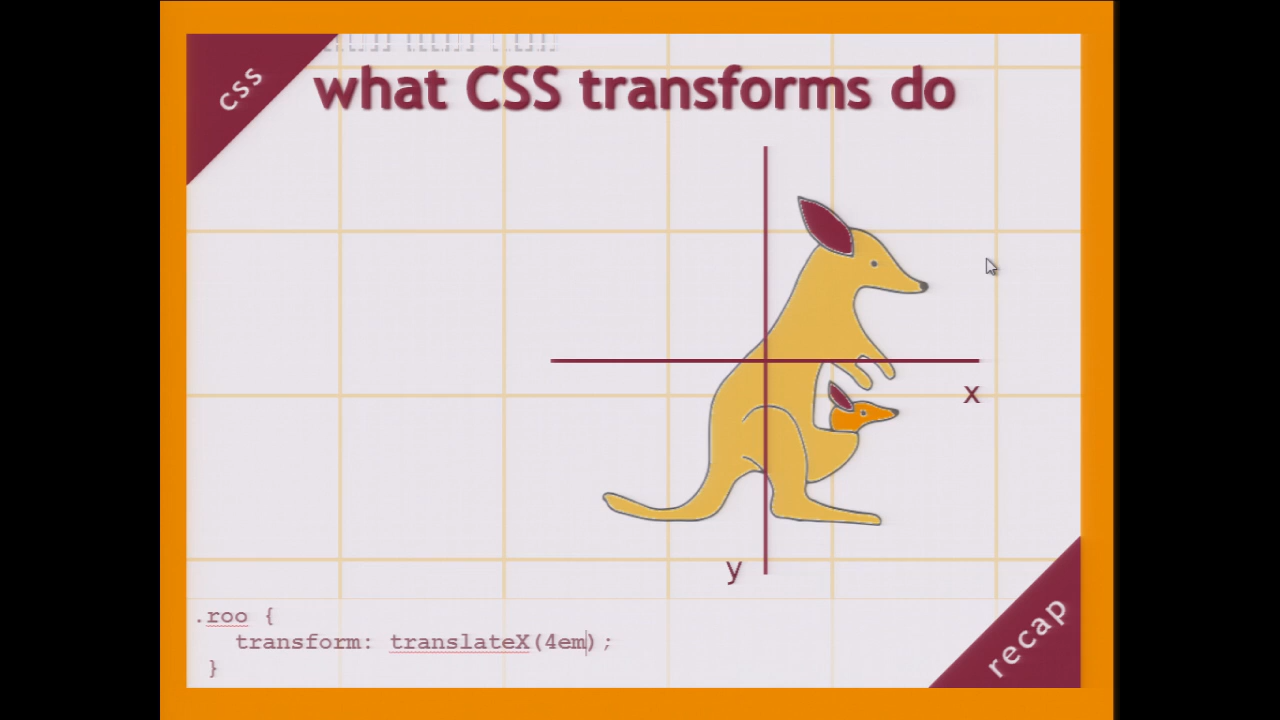 css
what CSS transforms do
x
y
.roo {
transform: translateX(4em);
}
recap